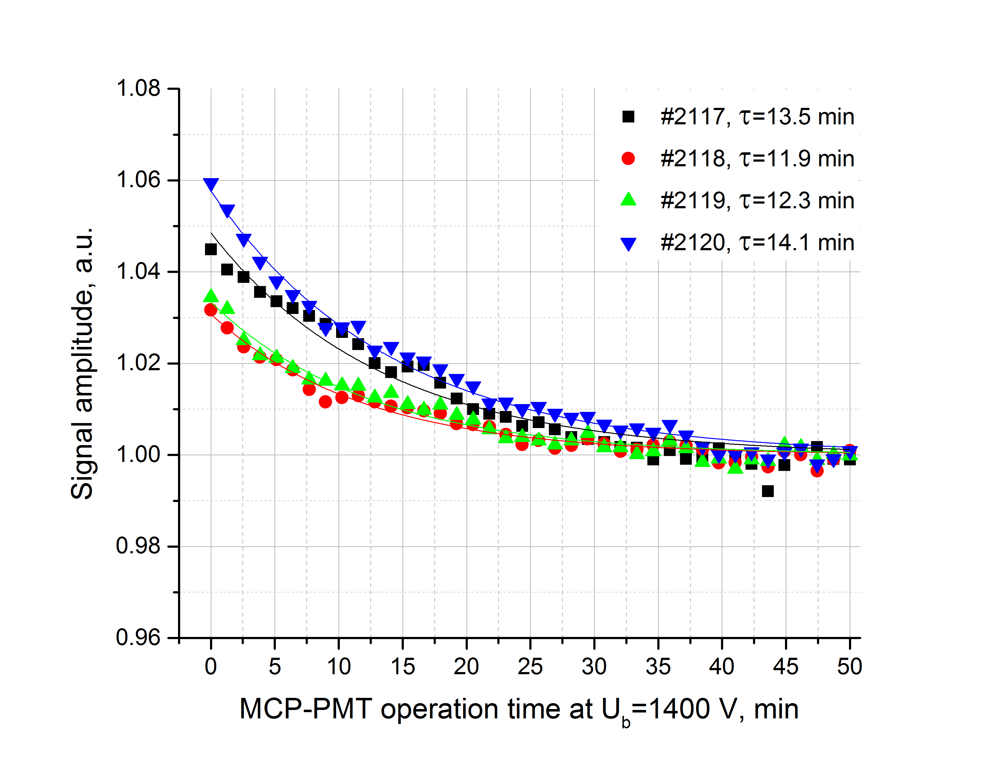 1.08
1.06
1.04
1.02
1.00
0.98
0.96
Signal amplitude, a.u.
#2117, τ=13.5 min
#2118, τ=11.9 min
#2119, τ=12.3 min
#2120, τ=14.1 min
0 5 10 15 20 25 30 35 40 45 50
MCP-PMT operation time at Ub=1400 V, min